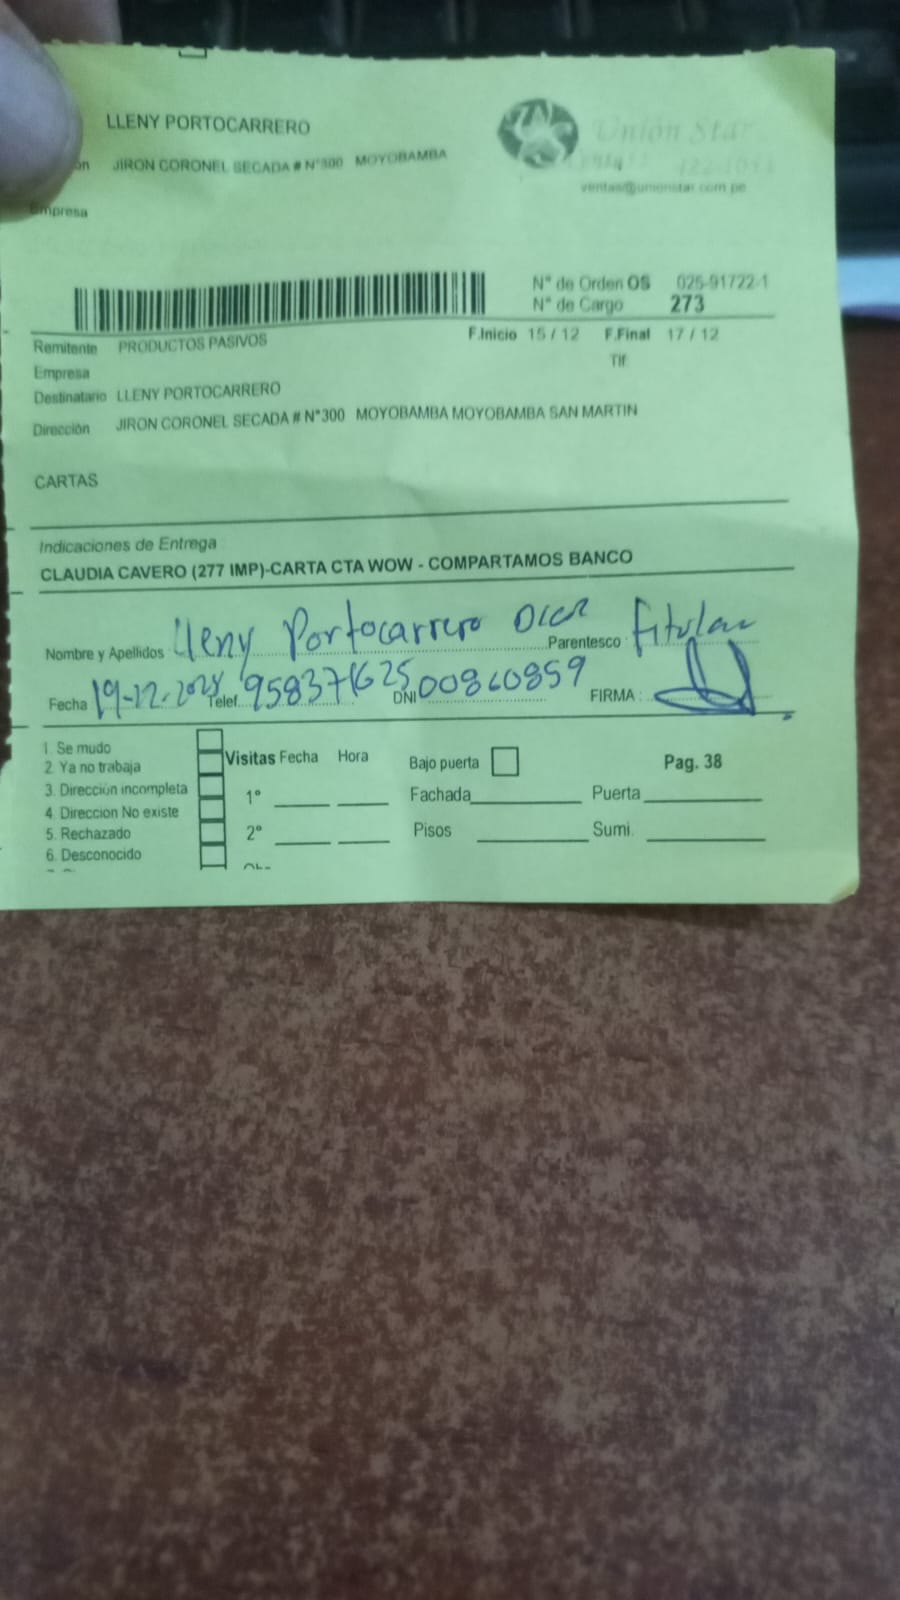 LLENY PORTOCARRERO
JIRON CORONEL SECADA # N°300 MOYOBAMBA
Unión Star
ventas@unionstar.com.pe
Empresa
N° de Orden OS 025-91722-1
N° de Cargo 273
F.Inicio 15 / 12 F.Final 17 / 12
Remitente PRODUCTOS PASIVOS
Tlf
Empresa
Destinatario LLENY PORTOCARRERO
Dirección JIRON CORONEL SECADA # N°300 MOYOBAMBA MOYOBAMBA SAN MARTIN
CARTAS
Indicaciones de Entrega
CLAUDIA CAVERO (277 IMP)-CARTA CTA WOW - COMPARTAMOS BANCO
Nombre y Apellidos Lleny Portocarrero Parentesco : titular
Fecha Telef. 958371625 DNI 00860859 FIRMA :
1. Se mudo
2. Ya no trabaja
3. Dirección incompleta
4. Direccion No existe
5. Rechazado
6. Desconocido
Visitas Fecha Hora
1°
2°
Bajo puerta
Fachada
Pisos
Pag. 38
Puerta
Sumi.